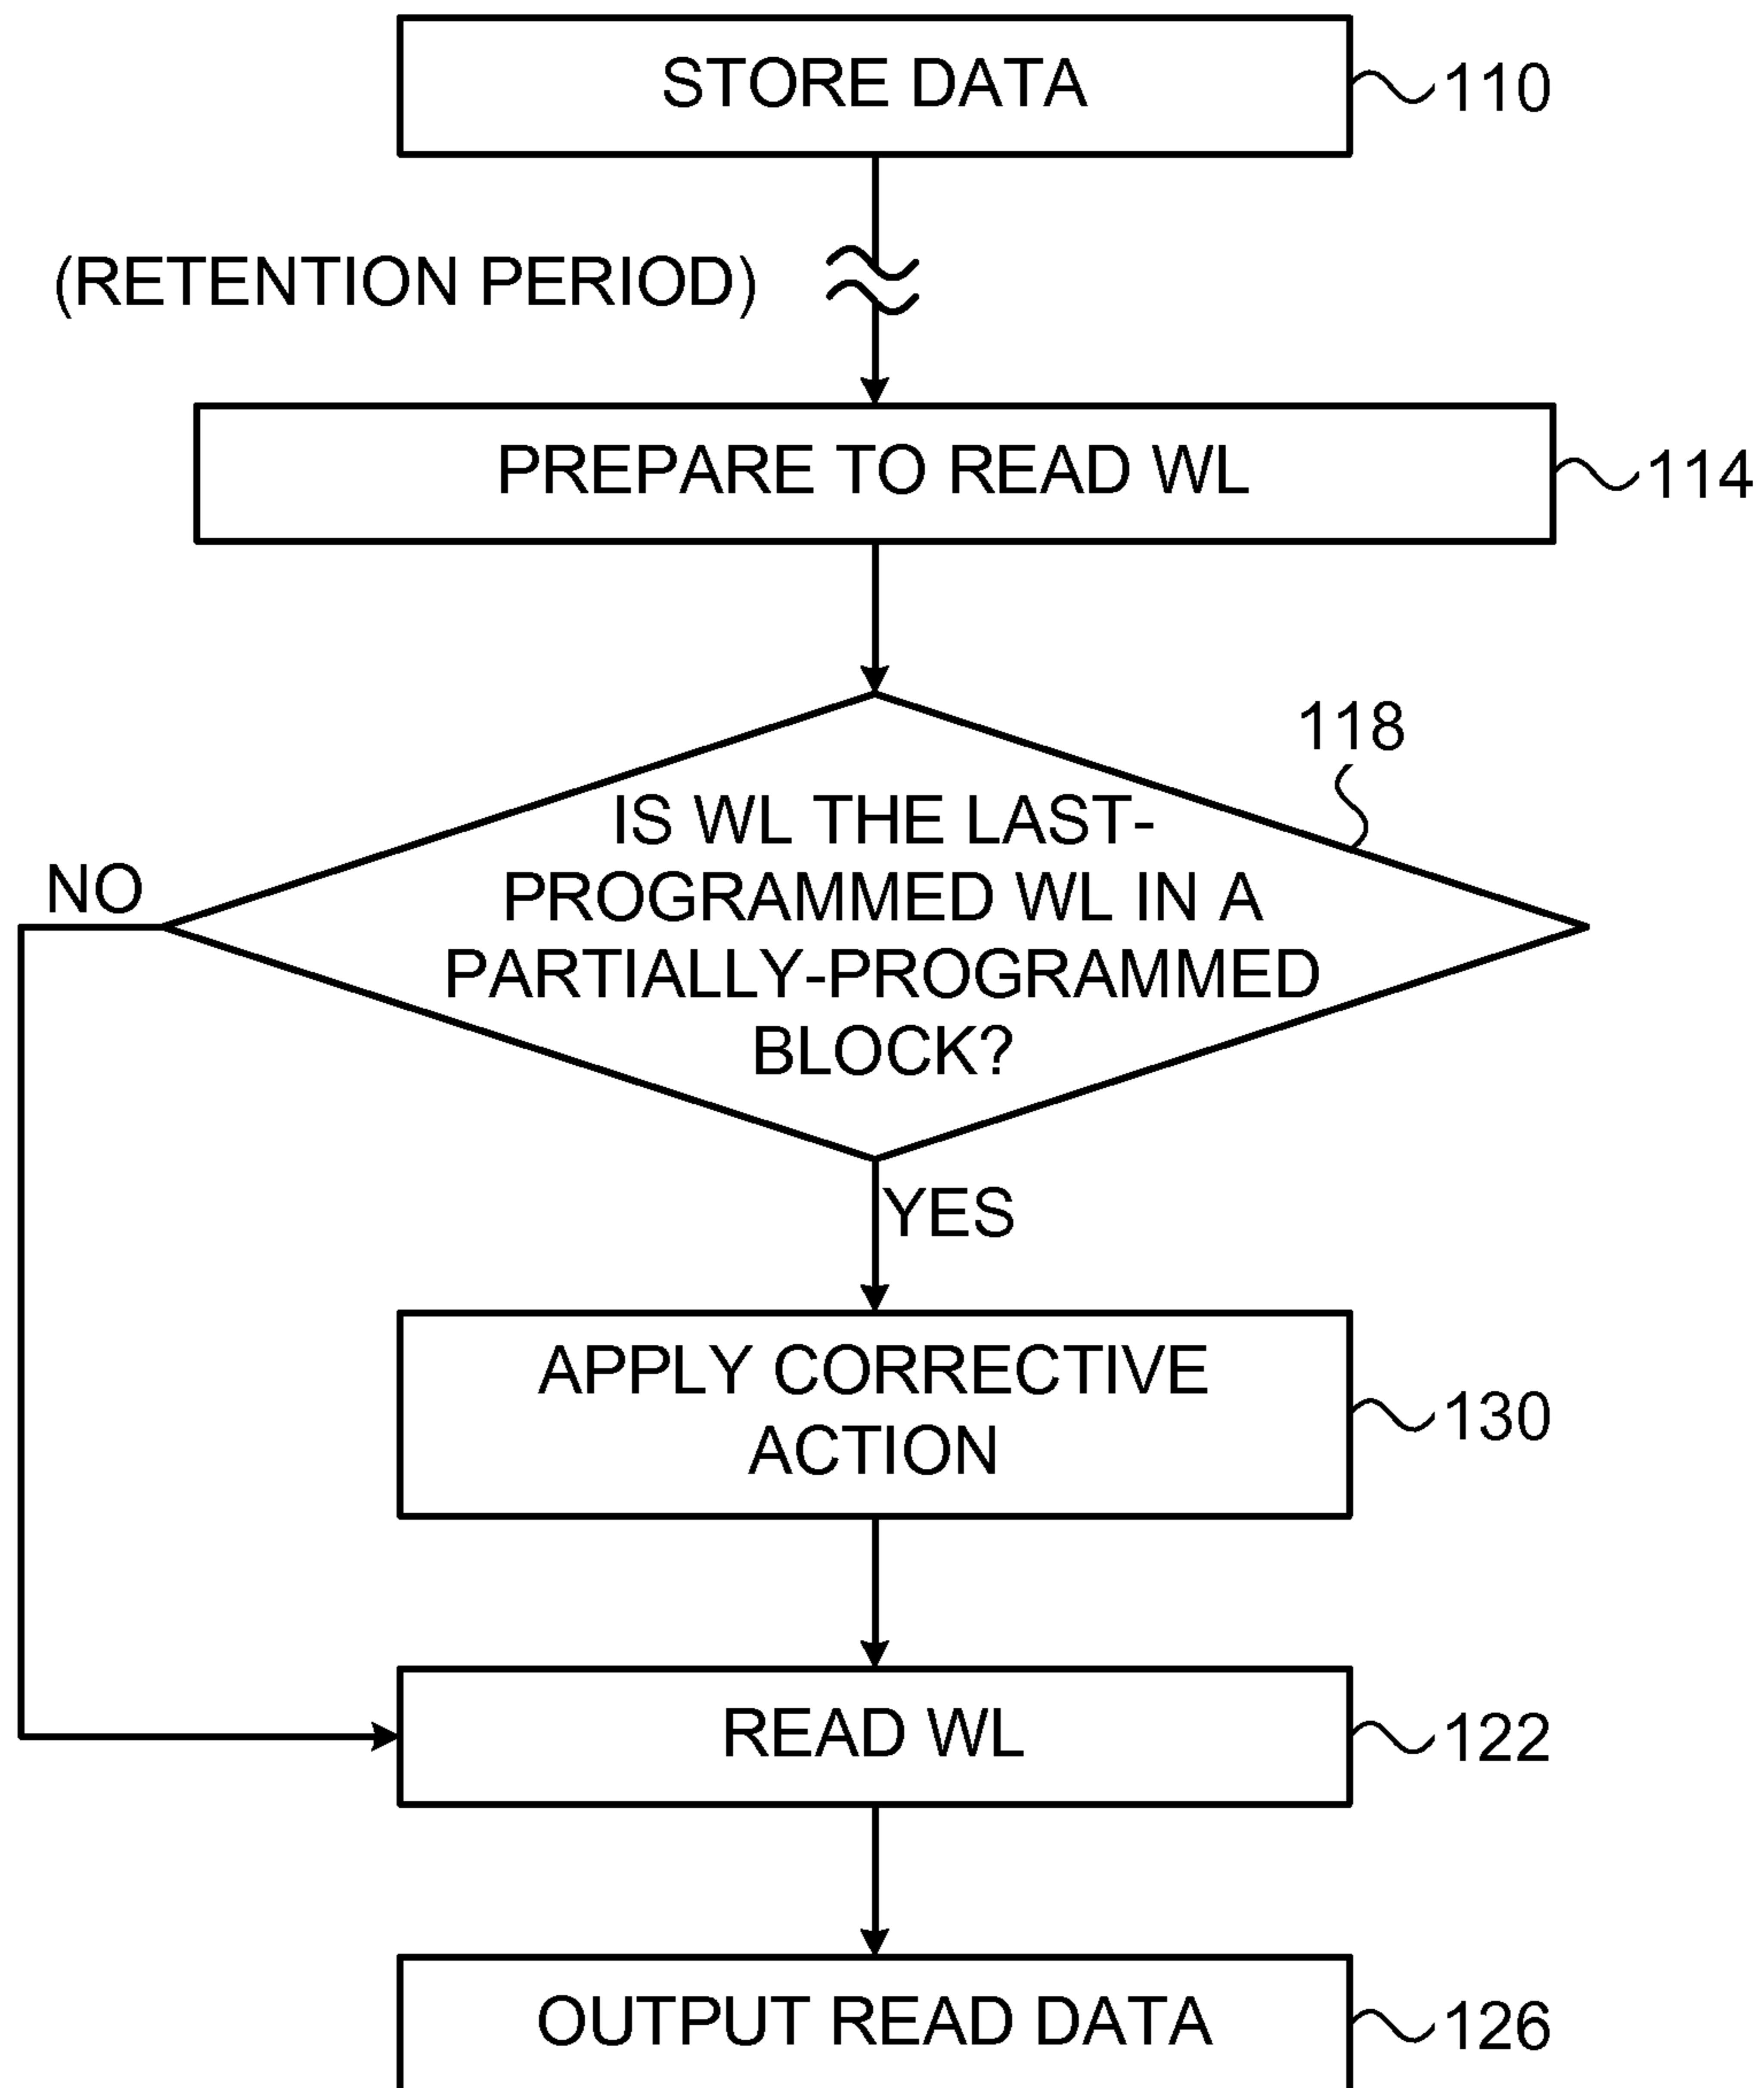 STORE DATA
110
(RETENTION PERIOD)
PREPARE TO READ WL
114
118
IS WL THE LAST-
PROGRAMMED WL IN A
PARTIALLY-PROGRAMMED
BLOCK?
NO
YES
APPLY CORRECTIVE
ACTION
130
READ WL
122
OUTPUT READ DATA
126